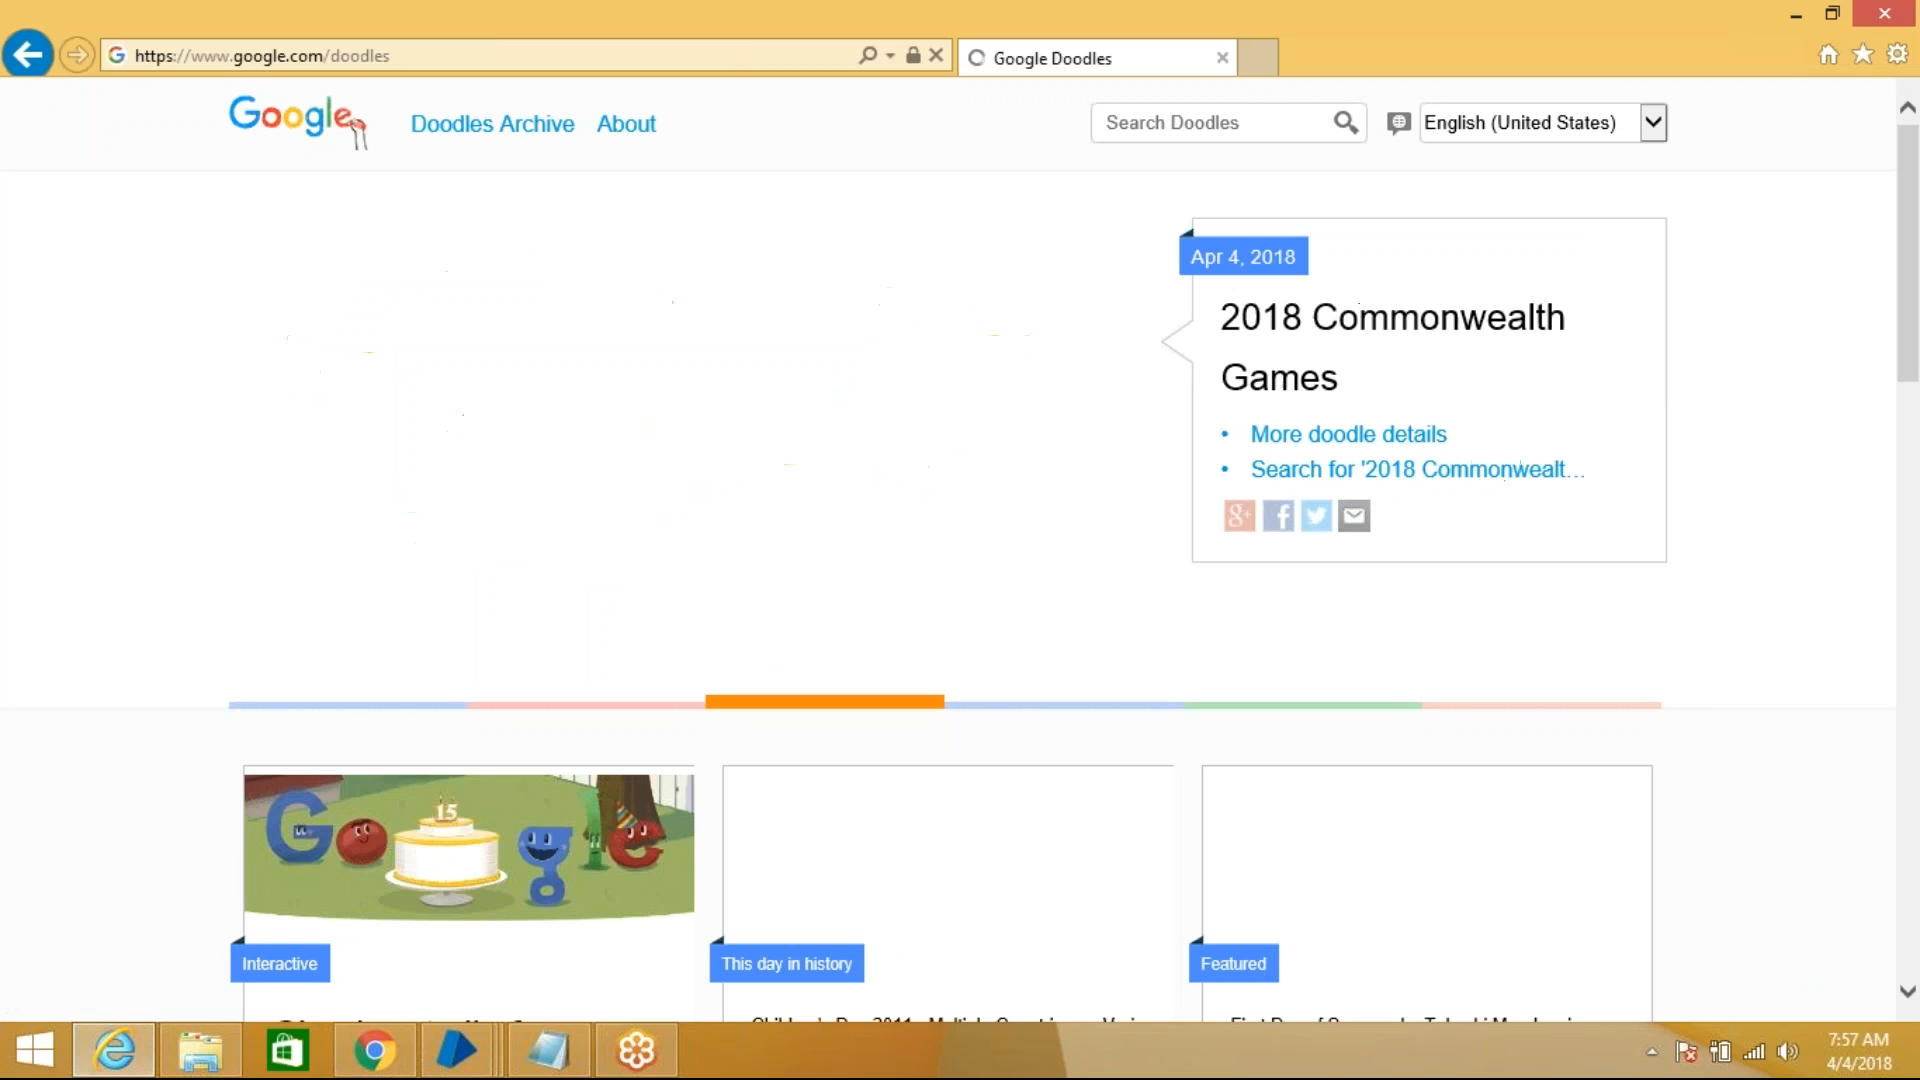 https://www.google.com/doodles
Google Doodles
Google
Doodles Archive
About
Search Doodles
English (United States)
Apr 4, 2018
2018 Commonwealth
Games
• More doodle details
• Search for '2018 Commonwealt...
15
Interactive
This day in history
Featured
7:57 AM
4/4/2018